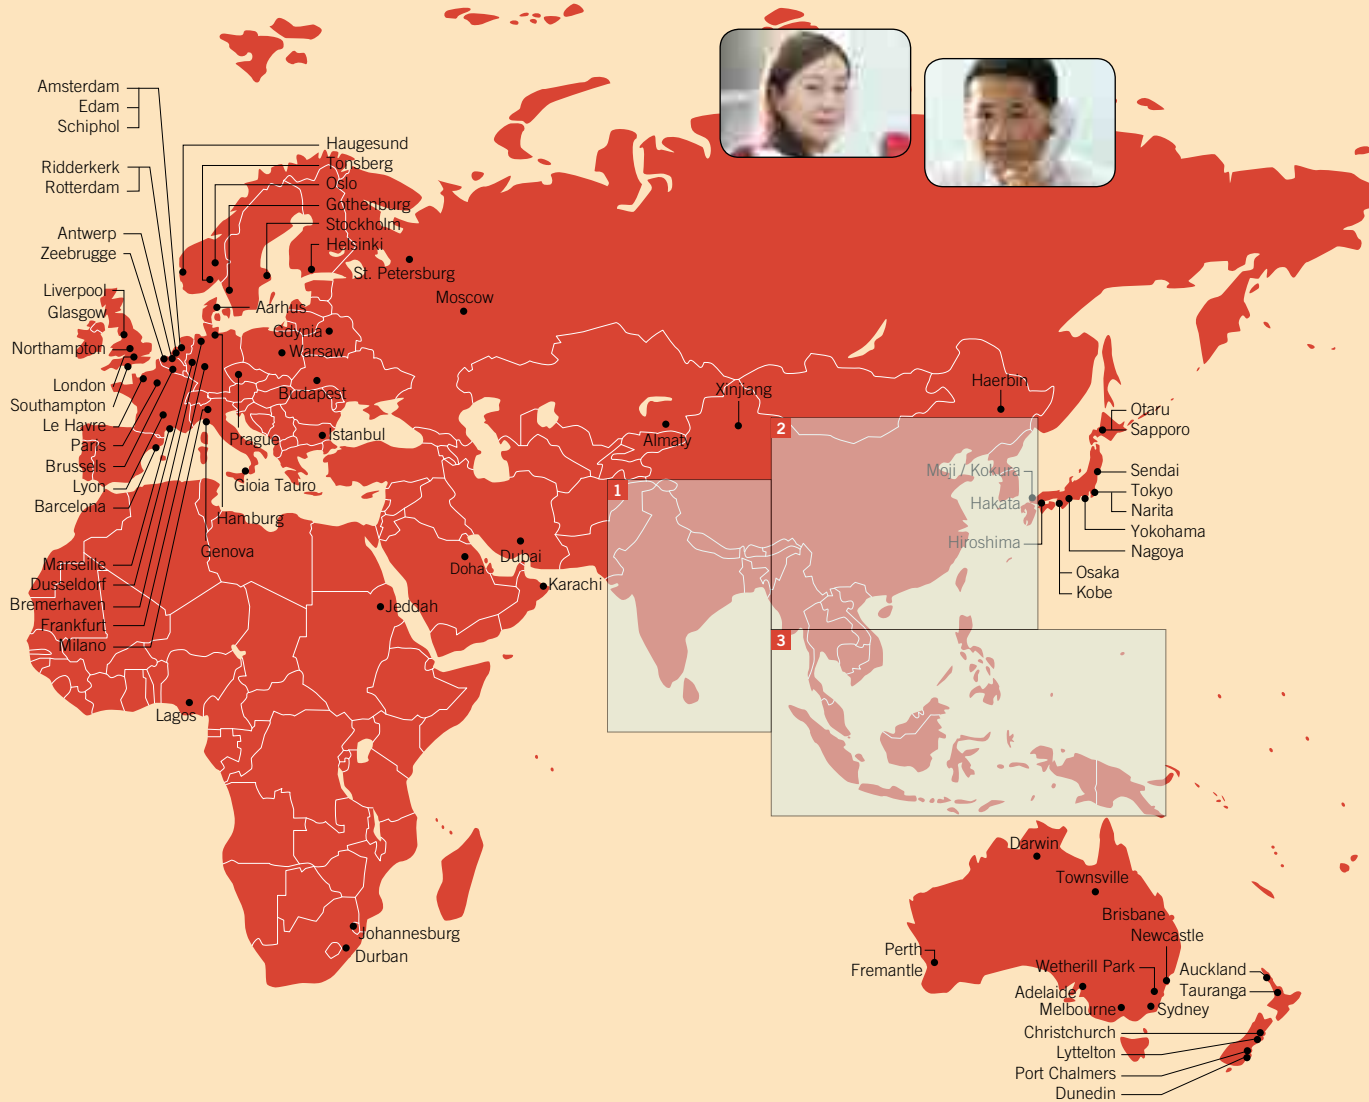 Amsterdam
Edam
Schiphol
Ridderkerk
Rotterdam
Antwerp
Zeebrugge
Liverpool
Glasgow
Northampton
London
Southampton
Le Havre
Paris
Brussels
Lyon
Barcelona
Marseille
Dusseldorf
Bremerhaven
Frankfurt
Milano
Haugesund
Tonsberg
Oslo
Gothenburg
Stockholm
Helsinki
St. Petersburg
Moscow
Aarhus
Gdynia
Warsaw
Budapest
Prague
Istanbul
Gioia Tauro
Hamburg
Genova
Doha
Dubai
Karachi
Jeddah
Lagos
Johannesburg
Durban
Almaty
Xinjiang
Haerbin
1
2
3
Moji / Kokura
Hakata
Hiroshima
Otaru
Sapporo
Sendai
Tokyo
Narita
Yokohama
Nagoya
Osaka
Kobe
Darwin
Townsville
Brisbane
Newcastle
Perth
Fremantle
Wetherill Park
Adelaide
Melbourne
Sydney
Auckland
Tauranga
Christchurch
Lyttelton
Port Chalmers
Dunedin